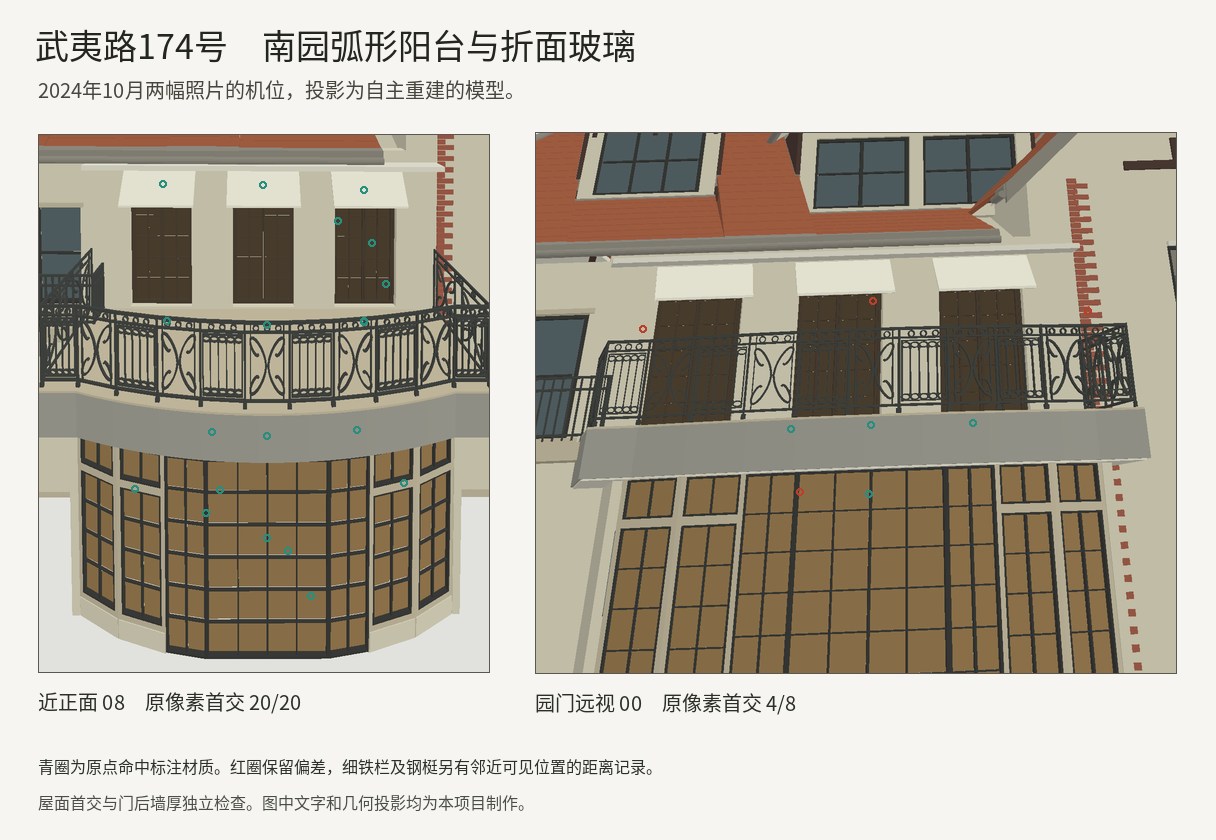 武夷路174号　南园弧形阳台与折面玻璃
2024年10月两幅照片的机位，投影为自主重建的模型。
近正面 08　原像素首交 20/20
园门远视 00　原像素首交 4/8
青圈为原点命中标注材质。红圈保留偏差，细铁栏及钢梃另有邻近可见位置的距离记录。
屋面首交与门后墙厚独立检查。图中文字和几何投影均为本项目制作。